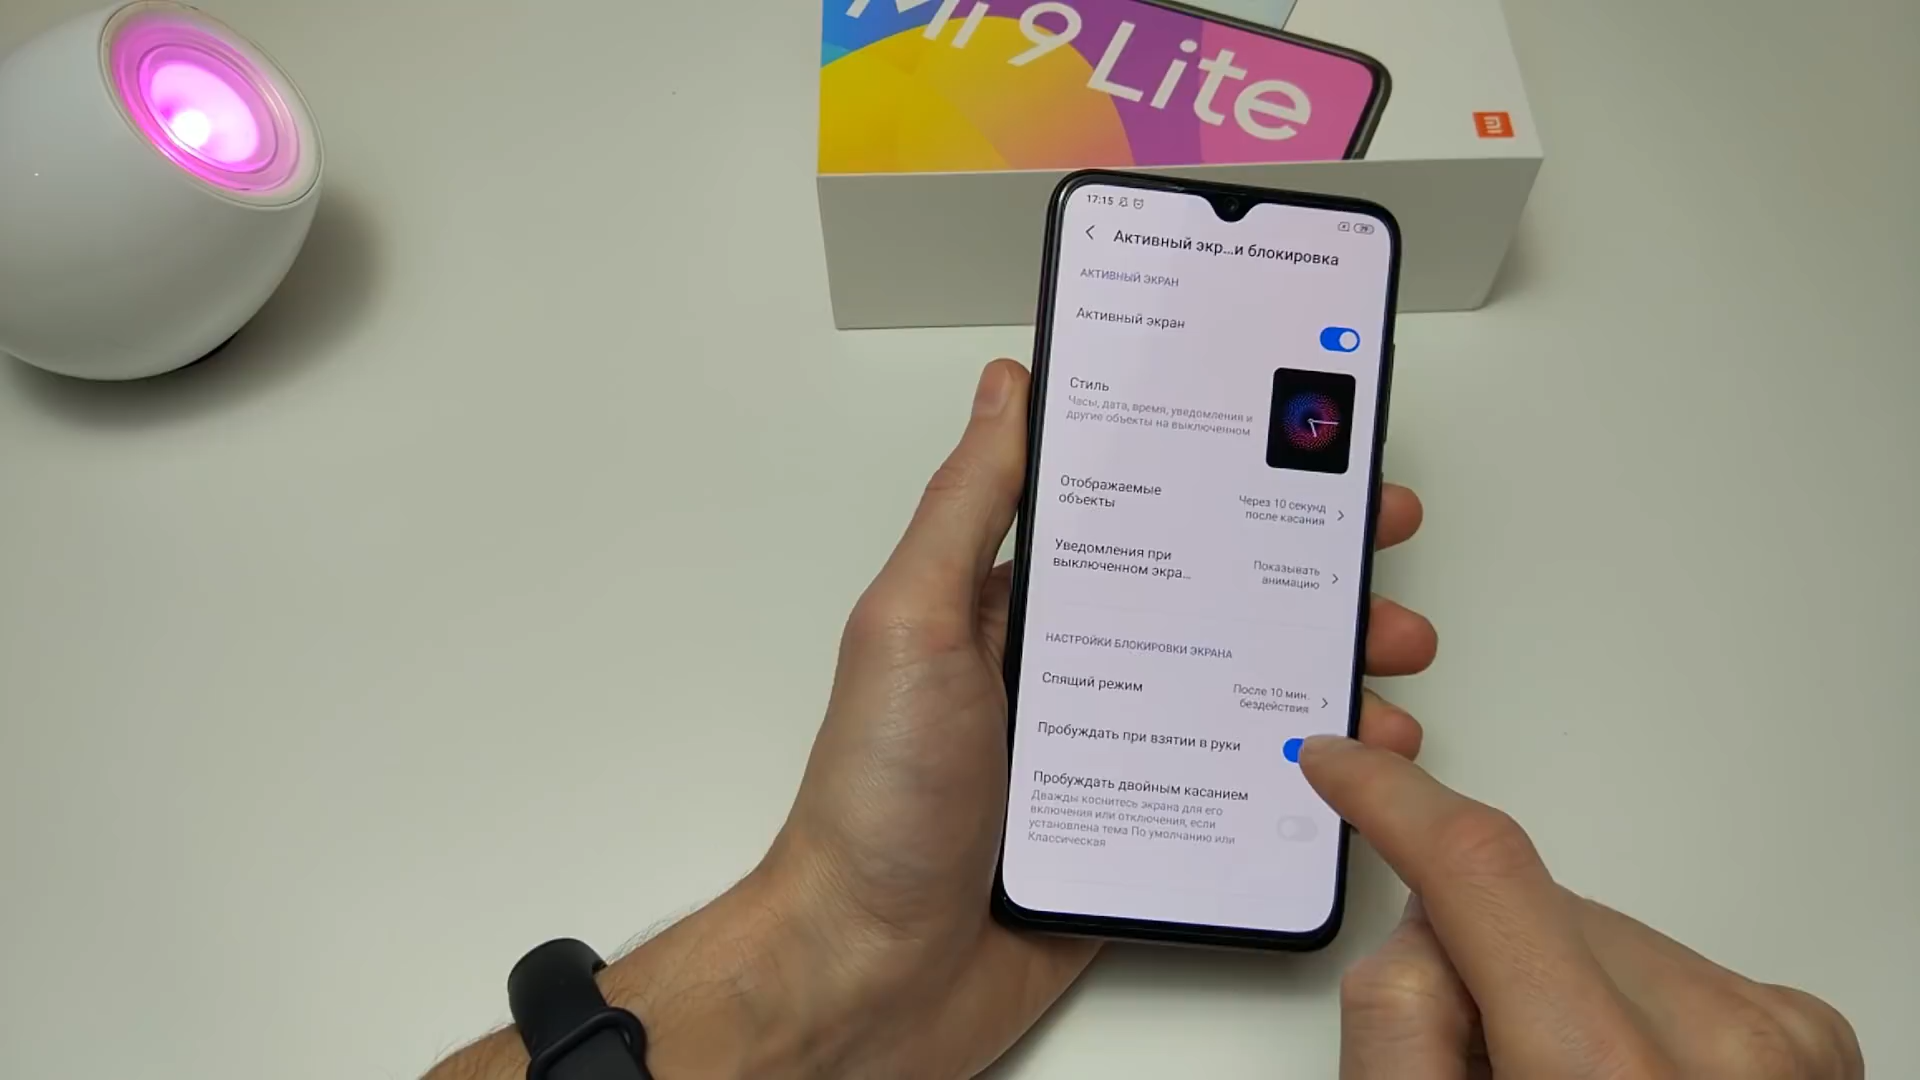 Mi 9 Lite
17:15
Активный экр...и блокировка
АКТИВНЫЙ ЭКРАН
Активный экран
Стиль
Часы, дата, время, уведомления и
другие объекты на выключенном
Отображаемые
объекты
Через 10 секунд
после касания
Уведомления при
выключенном экра...
Показывать
анимацию
НАСТРОЙКИ БЛОКИРОВКИ ЭКРАНА
Спящий режим
После 10 мин.
бездействия
Пробуждать при взятии в руки
Пробуждать двойным касанием
Дважды коснитесь экрана для его
включения или отключения, если
установлена тема По умолчанию или
Классическая